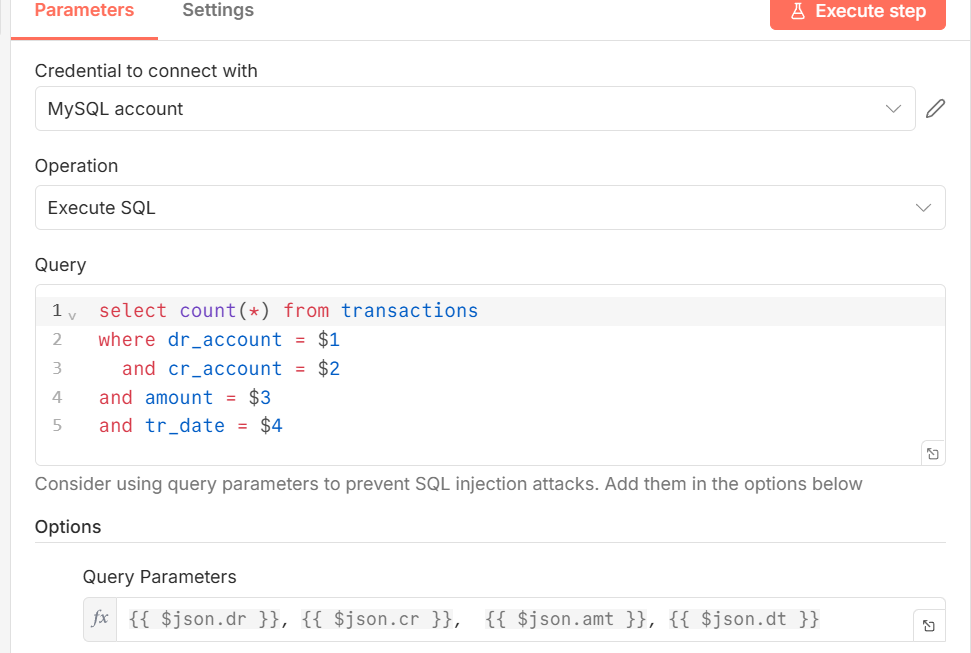 Parameters Settings Execute step
Credential to connect with
MySQL account
Operation
Execute SQL
Query
1 select count(*) from transactions
2 where dr_account = $1
3 and cr_account = $2
4 and amount = $3
5 and tr_date = $4
Consider using query parameters to prevent SQL injection attacks. Add them in the options below
Options
Query Parameters
fx {{ $json.dr }}, {{ $json.cr }}, {{ $json.amt }}, {{ $json.dt }}